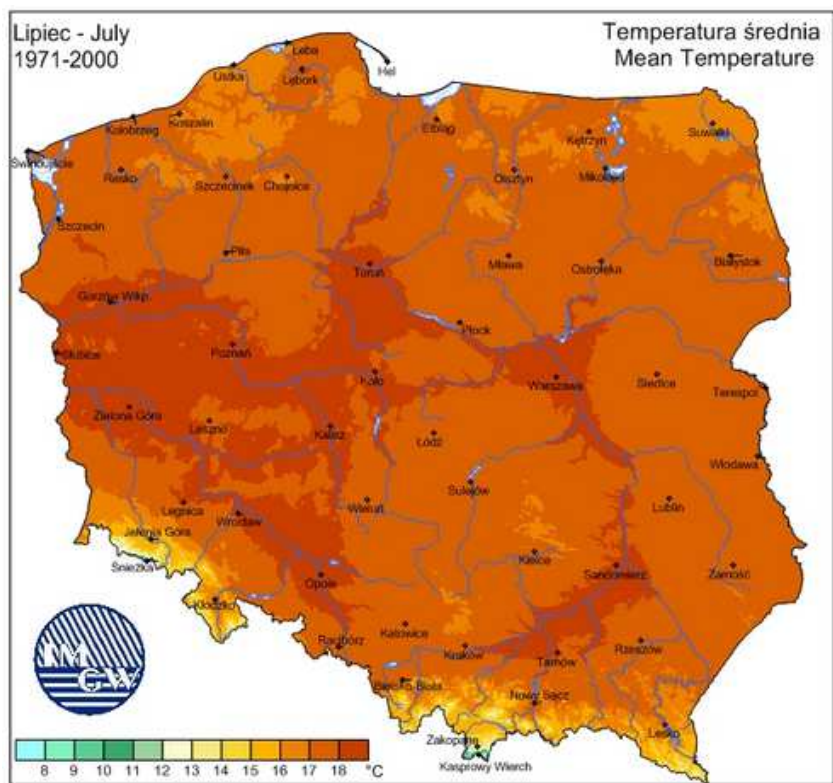 Lipiec - July
1971-2000
Temperatura średnia
Mean Temperature
Łeba
Hel
Ustka
Lębork
Koszalin
Kołobrzeg
Elbląg
Kętrzyn
Suwałki
Świnoujście
Resko
Szczecinek
Chojnice
Olsztyn
Mikołajki
Szczecin
Piła
Toruń
Mława
Ostrołęka
Białystok
Gorzów Wlkp.
Płock
Słubice
Poznań
Koło
Warszawa
Siedlce
Terespol
Zielona Góra
Leszno
Kalisz
Łódź
Włodawa
Sulejów
Legnica
Wrocław
Wieluń
Lublin
Jelenia Góra
Śnieżka
Kielce
Sandomierz
Zamość
Opole
Kłodzko
Katowice
Racibórz
Kraków
Tarnów
Rzeszów
Bielsko-Biała
Nowy Sącz
Lesko
Zakopane
Kasprowy Wierch
IM
GW
8 9 10 11 12 13 14 15 16 17 18 °C